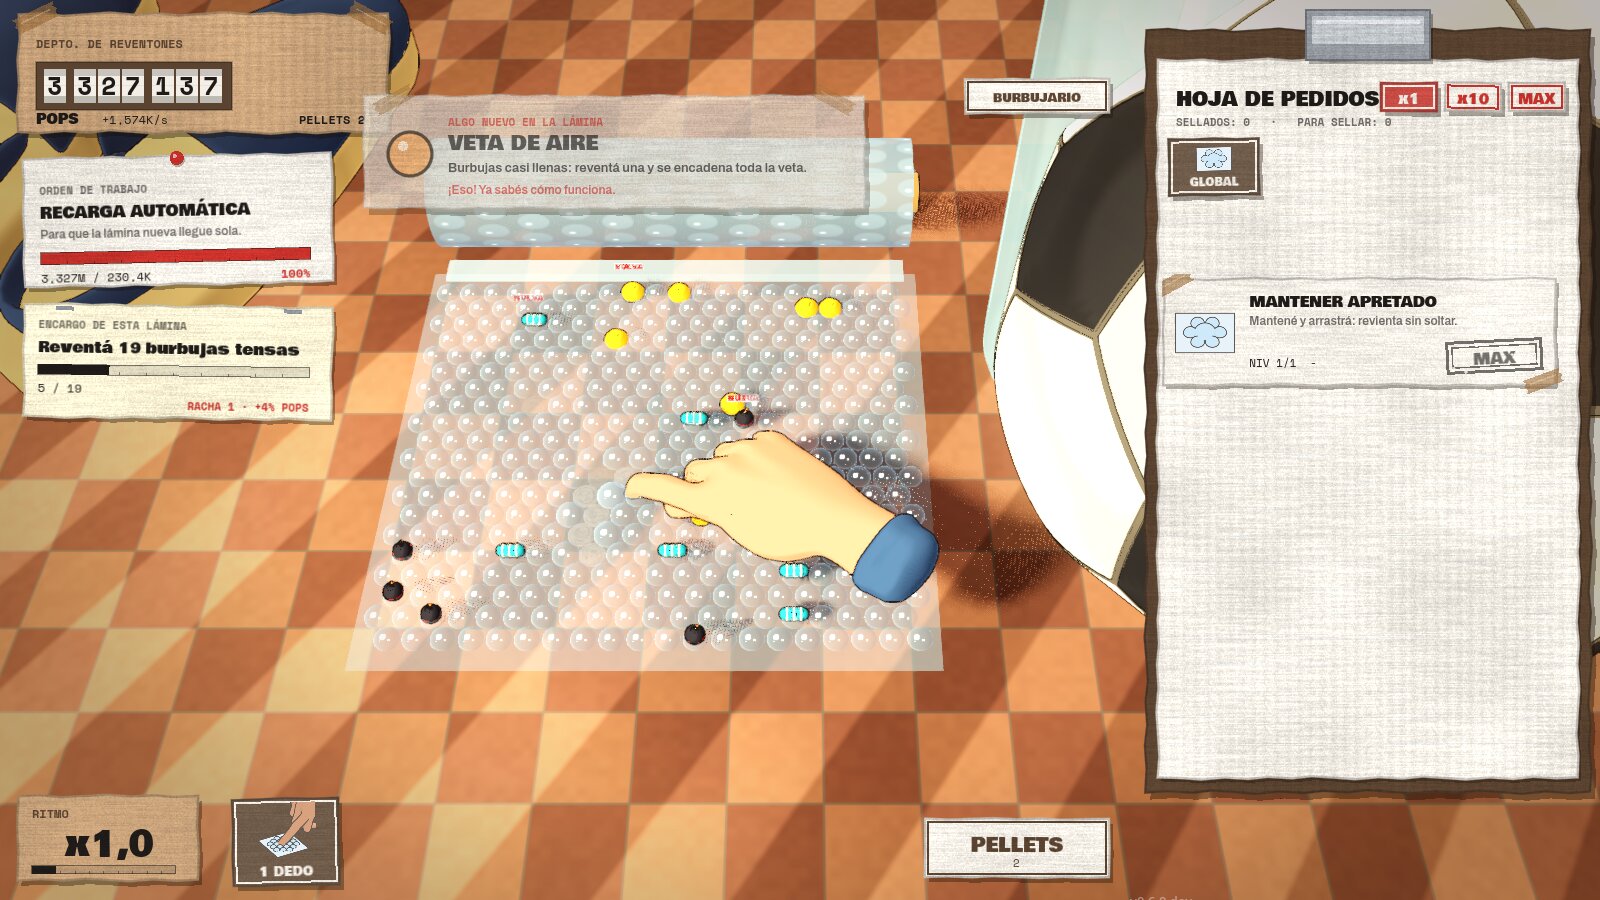 DEPTO. DE REVENTONES
3 327 137
POPS +1,574K/s PELLETS 2
ORDEN DE TRABAJO
RECARGA AUTOMÁTICA
Para que la lámina nueva llegue sola.
3,327M / 230.4K 100%
ENCARGO DE ESTA LÁMINA
Reventá 19 burbujas tensas
5 / 19
RACHA 1 · +4% POPS
ALGO NUEVO EN LA LÁMINA
VETA DE AIRE
Burbujas casi llenas: reventá una y se encadena toda la veta.
¡Eso! Ya sabés cómo funciona.
BURBUJARIO
HOJA DE PEDIDOS
x1
x10
MAX
SELLADOS: 0 · PARA SELLAR: 0
GLOBAL
MANTENER APRETADO
Mantené y arrastrá: revienta sin soltar.
NIV 1/1 -
MAX
RITMO
x1,0
1 DEDO
PELLETS
2